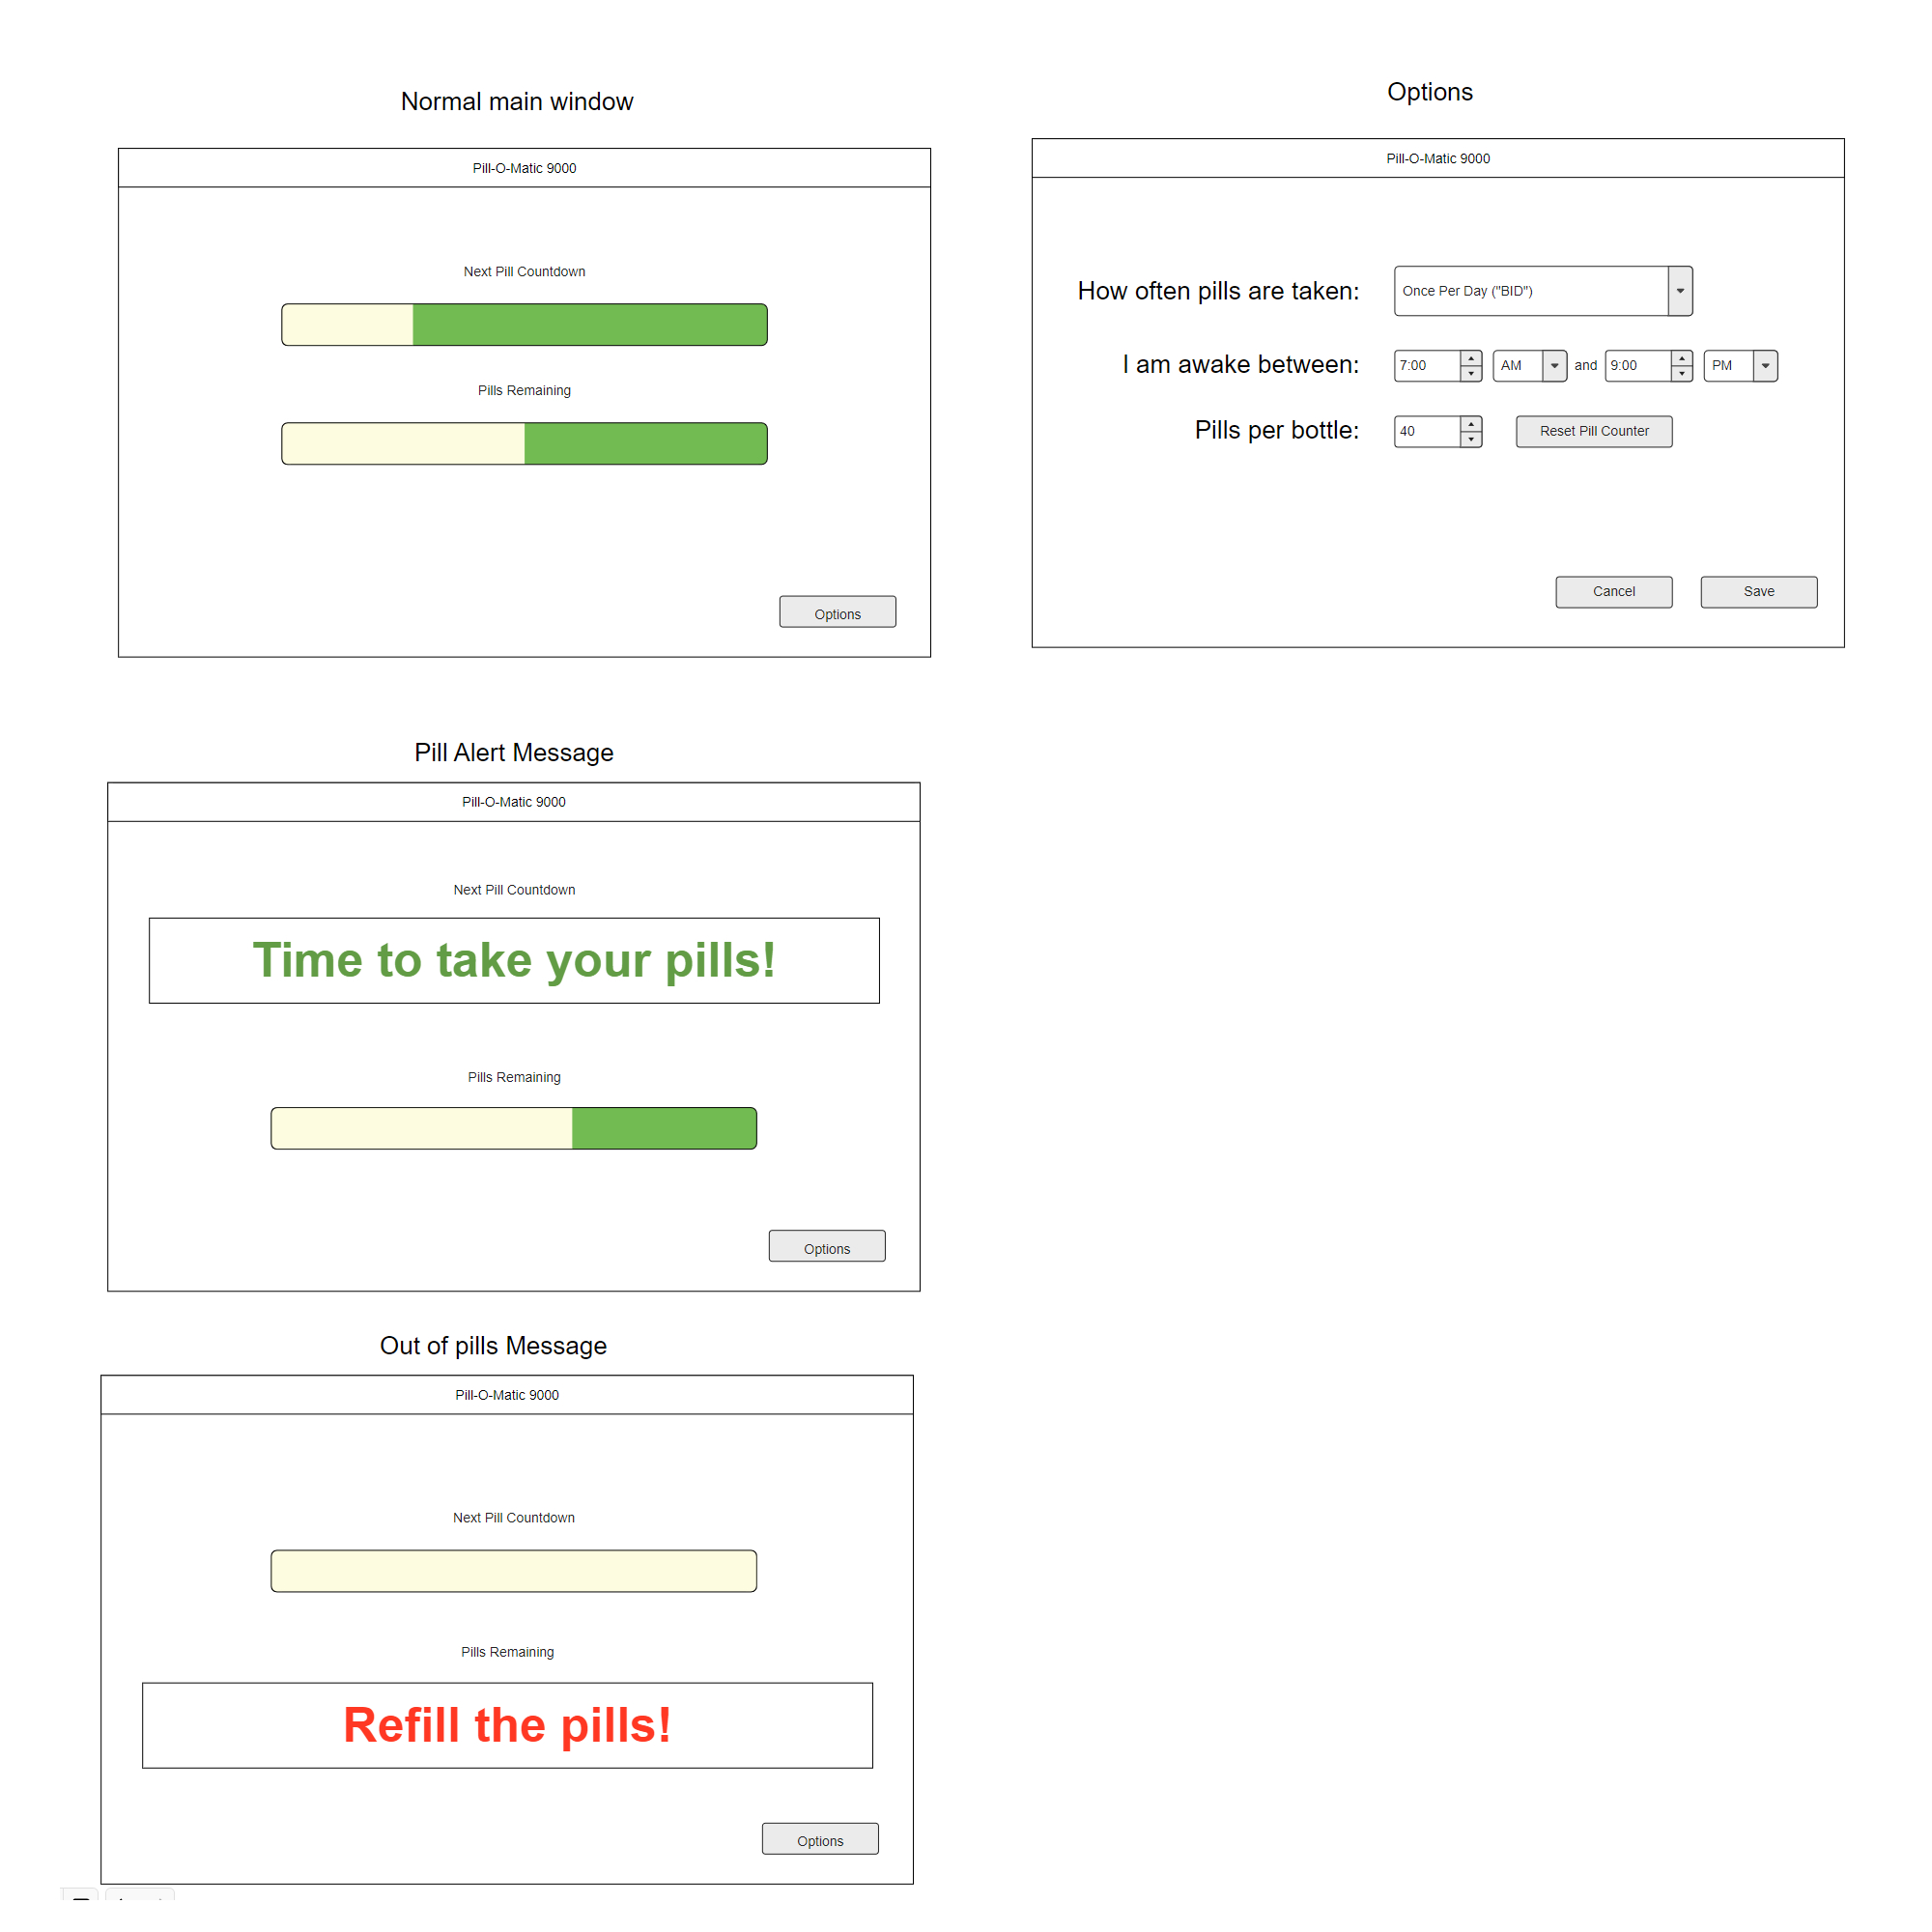 Normal main window
Pill-O-Matic 9000
Next Pill Countdown
Pills Remaining
Options
Options
Pill-O-Matic 9000
How often pills are taken: Once Per Day ("BID")
I am awake between: 7:00 AM and 9:00 PM
Pills per bottle: 40 Reset Pill Counter
Cancel Save
Pill Alert Message
Pill-O-Matic 9000
Next Pill Countdown
Time to take your pills!
Pills Remaining
Options
Out of pills Message
Pill-O-Matic 9000
Next Pill Countdown
Pills Remaining
Refill the pills!
Options